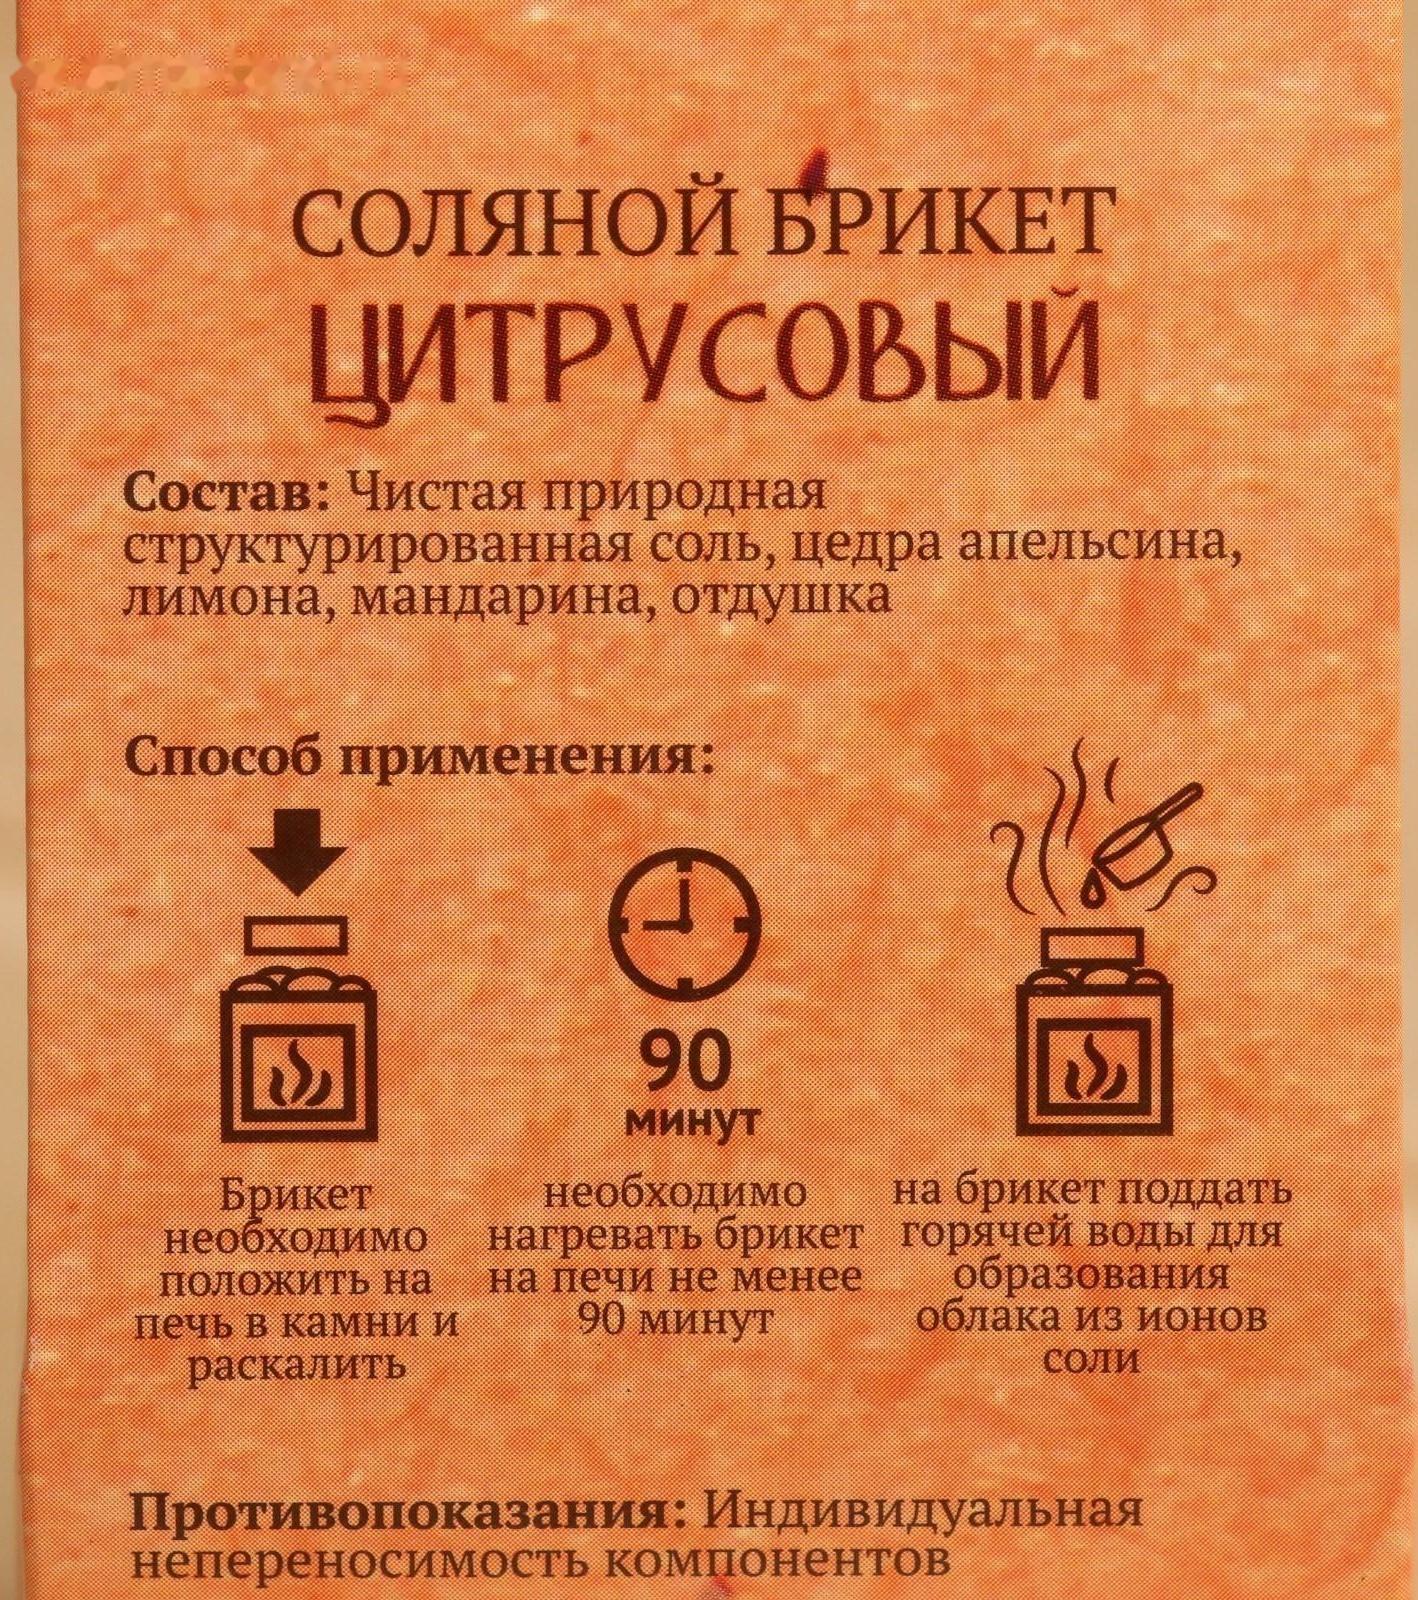 СОЛЯНОЙ БРИКЕТ
ЦИТРУСОВЫЙ
Состав: Чистая природная
структурированная соль, цедра апельсина,
лимона, мандарина, отдушка
Способ применения:
90
минут
Брикет
необходимо
положить на
печь в камни и
раскалить
необходимо
нагревать брикет
на печи не менее
90 минут
на брикет поддать
горячей воды для
образования
облака из ионов
соли
Противопоказания: Индивидуальная
непереносимость компонентов